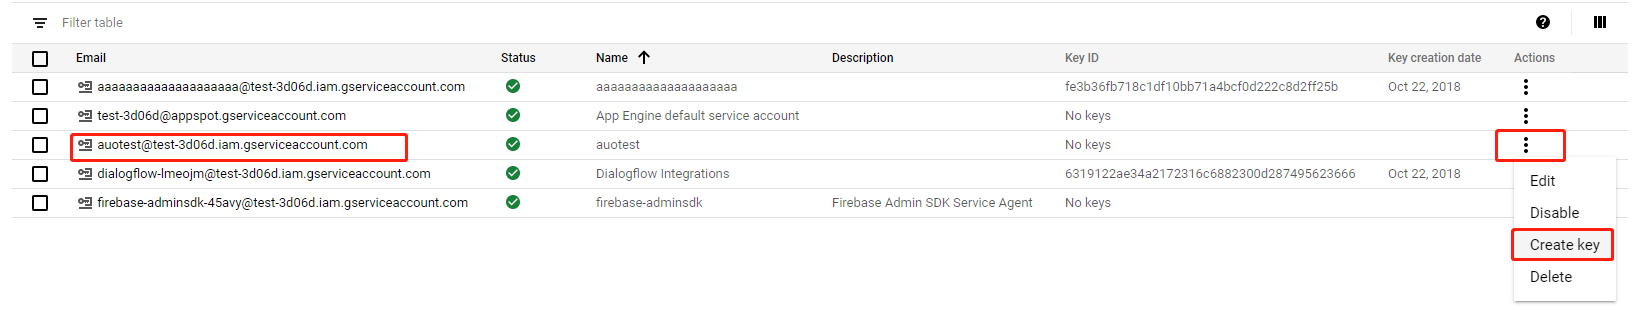 Filter table
Email Status Name Description Key ID Key creation date Actions
aaaaaaaaaaaaaaaaaaaa@test-3d06d.iam.gserviceaccount.com aaaaaaaaaaaaaaaaaaaa fe3b36fb718c1df10bb71a4bcf0d222c8d2ff25b Oct 22, 2018
test-3d06d@appspot.gserviceaccount.com App Engine default service account No keys
auotest@test-3d06d.iam.gserviceaccount.com auotest No keys
dialogflow-lmeojm@test-3d06d.iam.gserviceaccount.com Dialogflow Integrations 6319122ae34a2172316c6882300d287495623666 Oct 22, 2018
firebase-adminsdk-45avy@test-3d06d.iam.gserviceaccount.com firebase-adminsdk Firebase Admin SDK Service Agent No keys
Edit
Disable
Create key
Delete